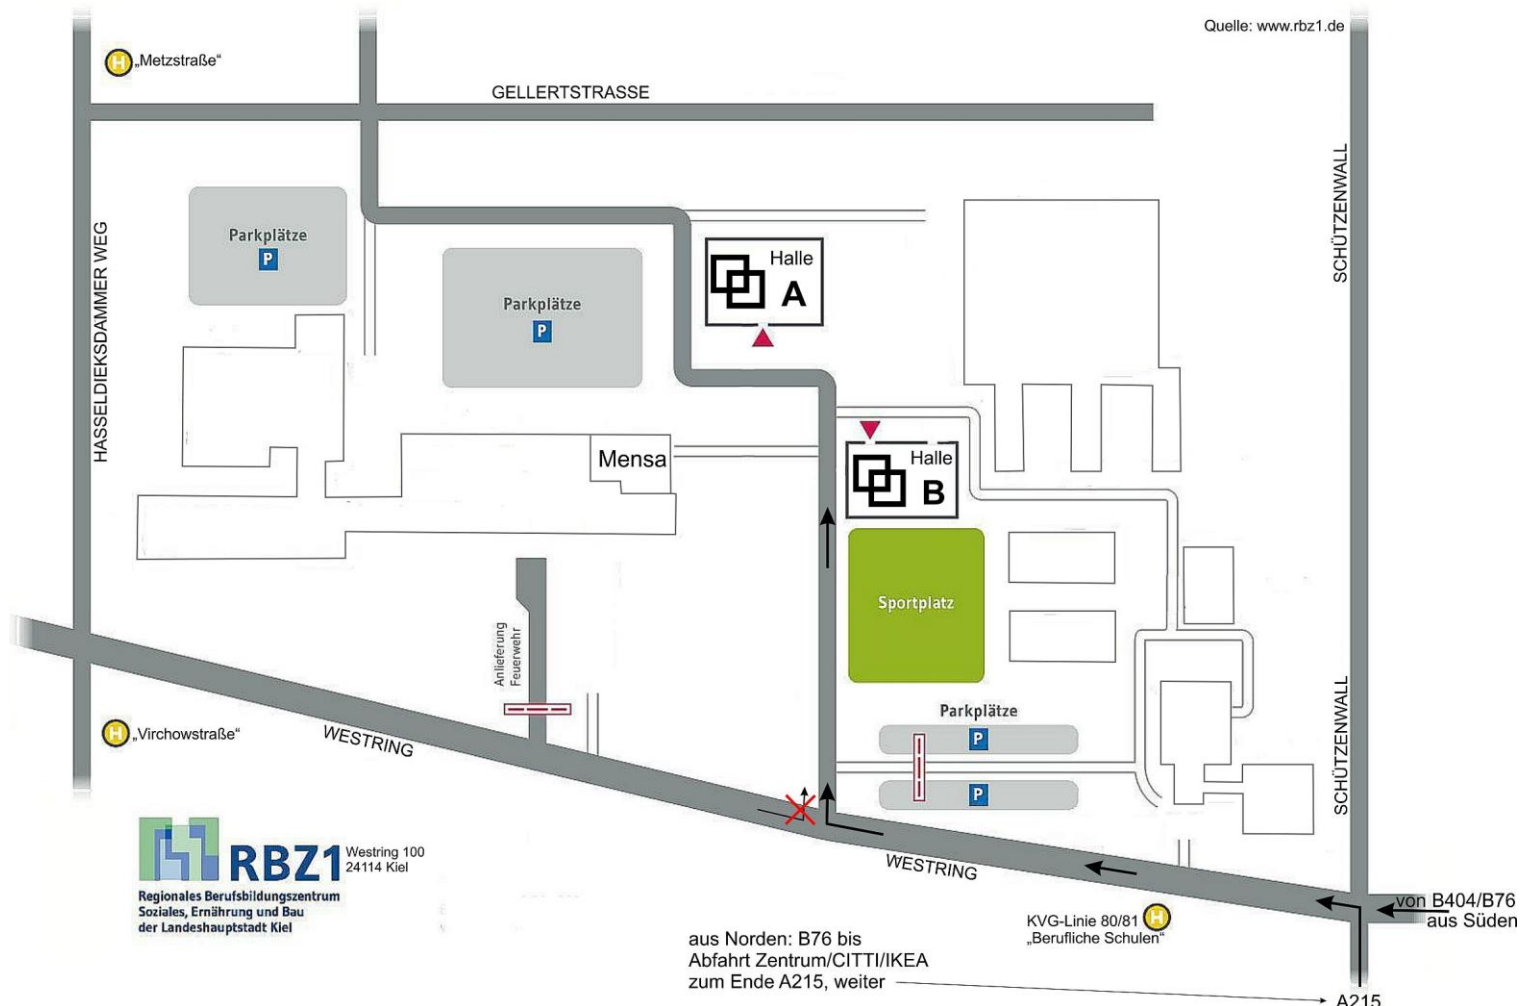 Quelle: www.rbz1.de
H „Metzstraße“
GELLERTSTRASSE
SCHÜTZENWALL
HASSELDIEKSDAMMER WEG
Parkplätze
P
Parkplätze
P
Halle
A
Mensa
Halle
B
Sportplatz
Anlieferung
Feuerwehr
Parkplätze
P
P
SCHÜTZENWALL
H „Virchowstraße“
WESTRING
WESTRING
RBZ1
Westring 100
24114 Kiel
Regionales Berufsbildungszentrum
Soziales, Ernährung und Bau
der Landeshauptstadt Kiel
KVG-Linie 80/81 H
„Berufliche Schulen“
von B404/B76
aus Süden
aus Norden: B76 bis
Abfahrt Zentrum/CITTI/IKEA
zum Ende A215, weiter
A215